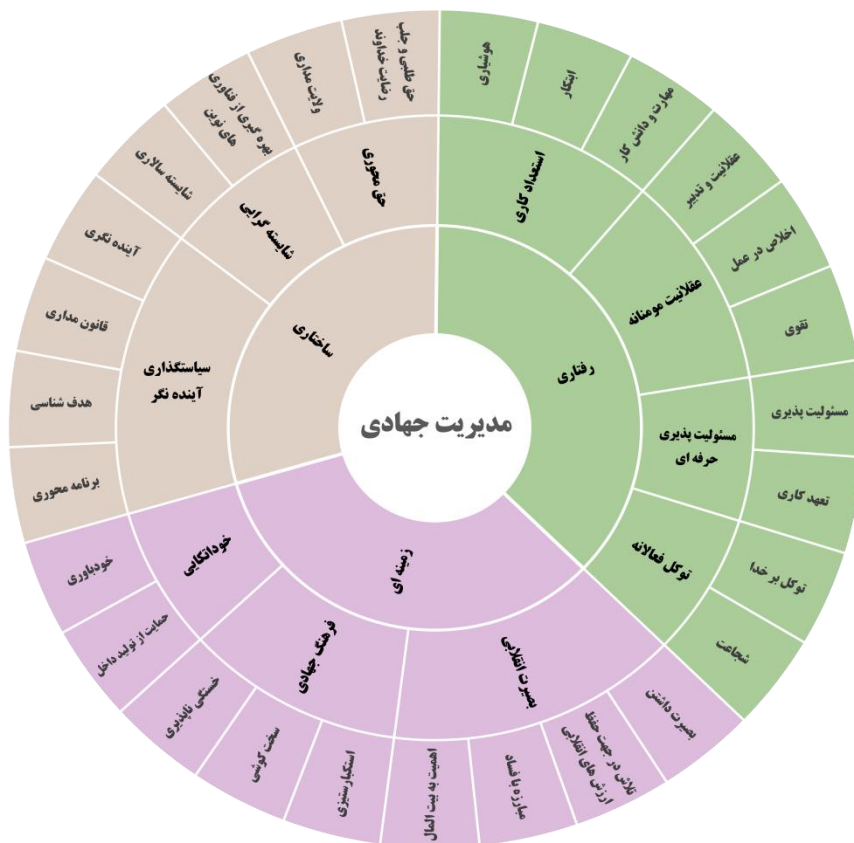 مدیریت جهادی
رفتاری
استعداد کاری
هوشیاری
ابتکار
مهارت و دانش کار
عقلانیت مومنانه
عقلانیت و تدبیر
اخلاص در عمل
تقوی
مسئولیت پذیری
حرفه ای
مسئولیت پذیری
تعهد کاری
توکل فعالانه
توکل بر خدا
شجاعت
زمینه ای
بصیرت انقلابی
بصیرت داشتن
تلاش در جهت حفظ
ارزش های انقلابی
مبارزه با فساد
اهمیت به بیت المال
فرهنگ جهادی
استکبارستیزی
سخت کوشی
خستگی ناپذیری
خوداتکایی
حمایت از تولید داخل
خودباوری
ساختاری
سیاستگذاری
آینده نگر
برنامه محوری
هدف شناسی
قانون مداری
آینده نگری
شایسته گرایی
شایسته سالاری
بهره گیری از فناوری
های نوین
حق محوری
ولایت مداری
حق طلبی و جلب
رضایت خداوند